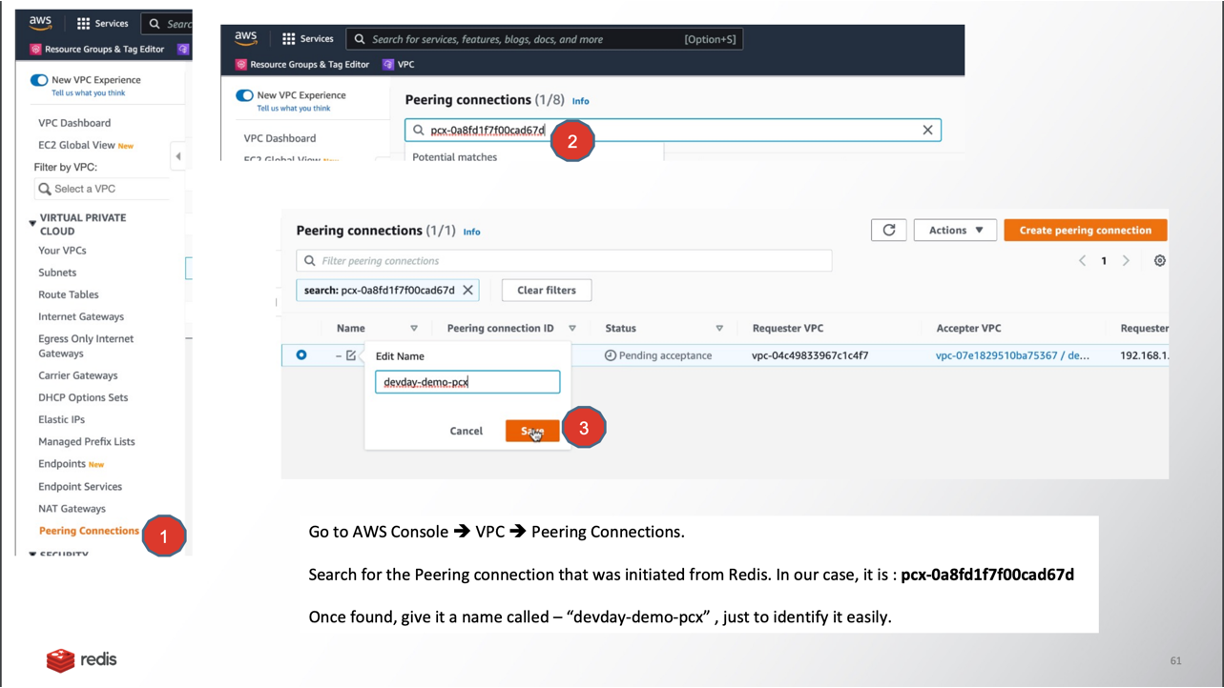 aws
Services
Searc
Resource Groups & Tag Editor
New VPC Experience
Tell us what you think
VPC Dashboard
EC2 Global View New
Filter by VPC:
Select a VPC
VIRTUAL PRIVATE
CLOUD
Your VPCs
Subnets
Route Tables
Internet Gateways
Egress Only Internet
Gateways
Carrier Gateways
DHCP Options Sets
Elastic IPs
Managed Prefix Lists
Endpoints New
Endpoint Services
NAT Gateways
Peering Connections
1
SECURITY
aws
Services
Search for services, features, blogs, docs, and more [Option+S]
Resource Groups & Tag Editor VPC
New VPC Experience
Tell us what you think
VPC Dashboard
EC2 Global View New
Peering connections (1/8) Info
pcx-0a8fd1f7f00cad67d
2
Potential matches
Peering connections (1/1) Info
Actions
Create peering connection
Filter peering connections
1
search: pcx-0a8fd1f7f00cad67d
Clear filters
Name Peering connection ID Status Requester VPC Accepter VPC Requester
– Pending acceptance vpc-04c49833967c1c4f7 vpc-07e1829510ba75367 / de... 192.168.1.
Edit Name
devday-demo-pcx
Cancel
Save
3
Go to AWS Console ➔ VPC ➔ Peering Connections.
Search for the Peering connection that was initiated from Redis. In our case, it is : pcx-0a8fd1f7f00cad67d
Once found, give it a name called – “devday-demo-pcx” , just to identify it easily.
redis
61